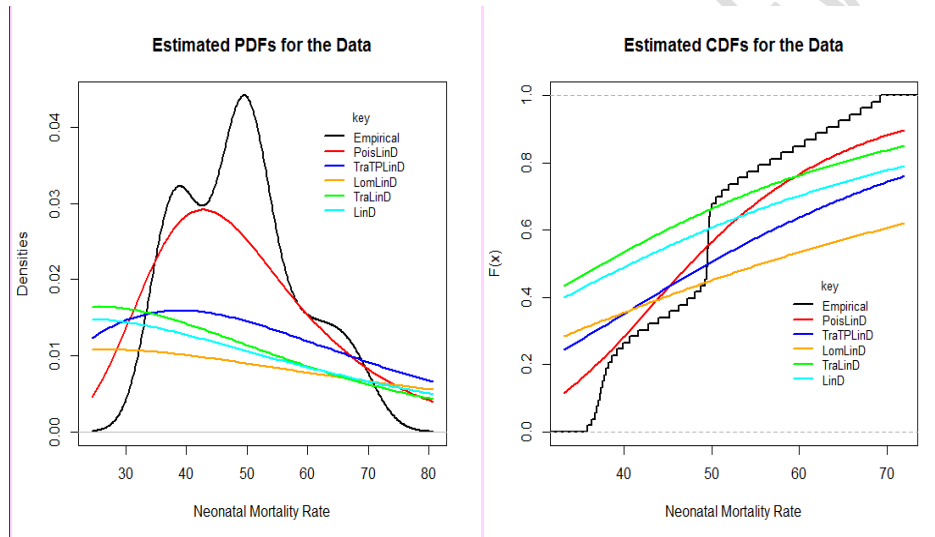 Estimated PDFs for the Data
Densities
0.00
0.01
0.02
0.03
0.04
key
Empirical
PoisLinD
TraTPLinD
LomLinD
TraLinD
LinD
30 40 50 60 70 80
Neonatal Mortality Rate
Estimated CDFs for the Data
F(x)
0.0
0.2
0.4
0.6
0.8
1.0
key
Empirical
PoisLinD
TraTPLinD
LomLinD
TraLinD
LinD
40 50 60 70
Neonatal Mortality Rate